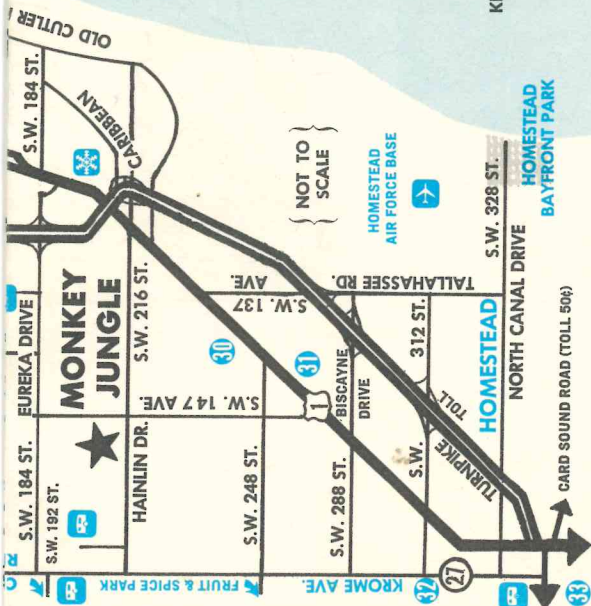 OLD CUTLER
S.W. 184 ST.
CARIBBEAN
S.W. 184 ST.
EUREKA DRIVE
S.W. 192 ST.
MONKEY
JUNGLE
HAINLIN DR.
S.W. 216 ST.
{ NOT TO
SCALE }
HOMESTEAD
AIR FORCE BASE
S.W. 137
AVE.
TALLAHASSEE RD.
30
S.W. 147 AVE.
S.W. 248 ST.
FRUIT & SPICE PARK
31
1
BISCAYNE
DRIVE
S.W. 288 ST.
KROME AVE.
S.W.
312 ST.
TURNPIKE
TOLL
32
27
HOMESTEAD
S.W. 328 ST.
NORTH CANAL DRIVE
HOMESTEAD
BAYFRONT PARK
CARD SOUND ROAD (TOLL 50¢)
33